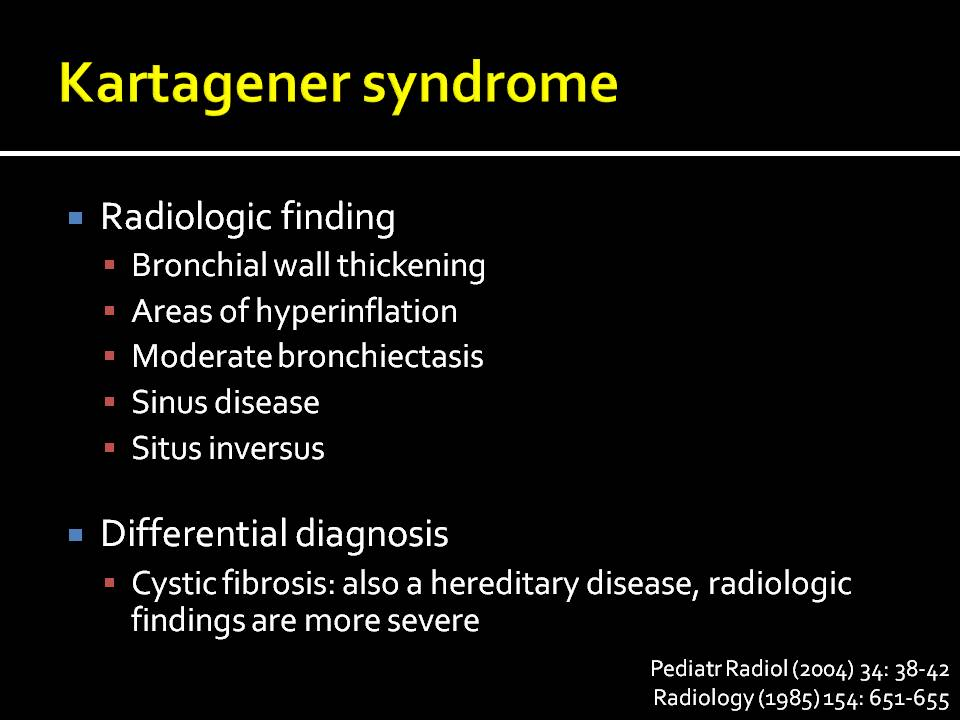 Kartagener syndrome
Radiologic finding
Bronchial wall thickening
Areas of hyperinflation
Moderate bronchiectasis
Sinus disease
Situs inversus
Differential diagnosis
Cystic fibrosis: also a hereditary disease, radiologic
findings are more severe
Pediatr Radiol (2004) 34: 38-42
Radiology (1985) 154: 651-655